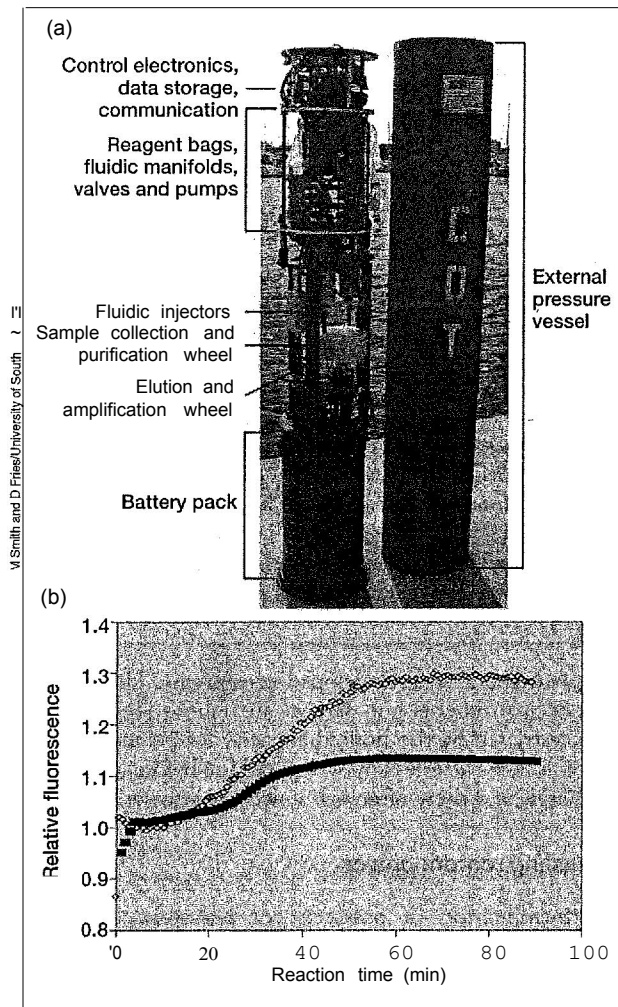 (a)
Control electronics,
data storage,
communication
Reagent bags,
fluidic manifolds,
valves and pumps
Fluidic injectors
Sample collection and
purification wheel
Elution and
amplification wheel
Battery pack
External
pressure
vessel
Smith and D Fries/University of South
(b)
Relative fluorescence
1.4
1.3
1.2
1.1
1.0
0.9
0.8
0 20 40 60 80 100
Reaction time (min)